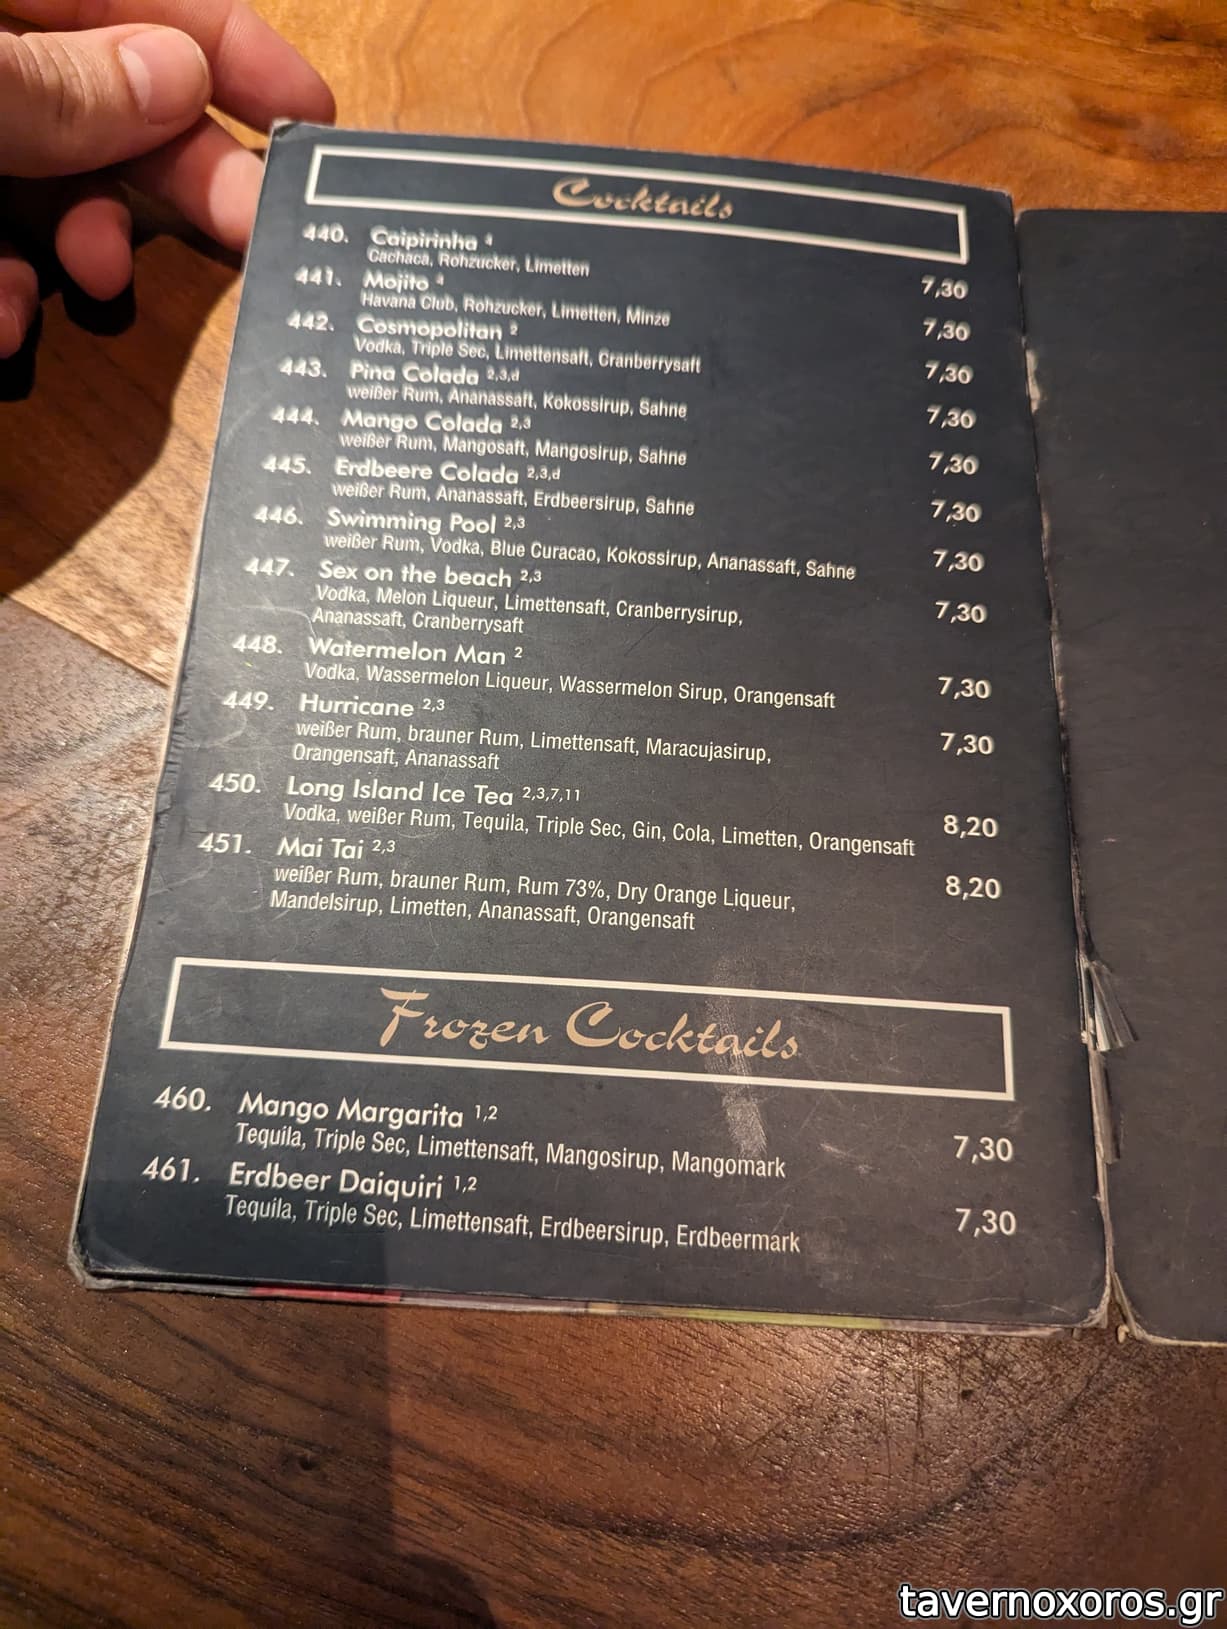 Cocktails
440. Caipirinha 4
Cachaca, Rohzucker, Limetten 7,30
441. Mojito 4
Havana Club, Rohzucker, Limetten, Minze 7,30
442. Cosmopolitan 2
Vodka, Triple Sec, Limettensaft, Cranberrysaft 7,30
443. Pina Colada 2,3,d
weißer Rum, Ananassaft, Kokossirup, Sahne 7,30
444. Mango Colada 2,3
weißer Rum, Mangosaft, Mangosirup, Sahne 7,30
445. Erdbeere Colada 2,3,d
weißer Rum, Ananassaft, Erdbeersirup, Sahne 7,30
446. Swimming Pool 2,3
weißer Rum, Vodka, Blue Curacao, Kokossirup, Ananassaft, Sahne 7,30
447. Sex on the beach 2,3
Vodka, Melon Liqueur, Limettensaft, Cranberrysirup, 7,30
Ananassaft, Cranberrysaft
448. Watermelon Man 2
Vodka, Wassermelon Liqueur, Wassermelon Sirup, Orangensaft 7,30
449. Hurricane 2,3
weißer Rum, brauner Rum, Limettensaft, Maracujasirup, 7,30
Orangensaft, Ananassaft
450. Long Island Ice Tea 2,3,7,11
Vodka, weißer Rum, Tequila, Triple Sec, Gin, Cola, Limetten, Orangensaft 8,20
451. Mai Tai 2,3
weißer Rum, brauner Rum, Rum 73%, Dry Orange Liqueur, 8,20
Mandelsirup, Limetten, Ananassaft, Orangensaft
Frozen Cocktails
460. Mango Margarita 1,2
Tequila, Triple Sec, Limettensaft, Mangosirup, Mangomark 7,30
461. Erdbeer Daiquiri 1,2
Tequila, Triple Sec, Limettensaft, Erdbeersirup, Erdbeermark 7,30
tavernoxoros.gr